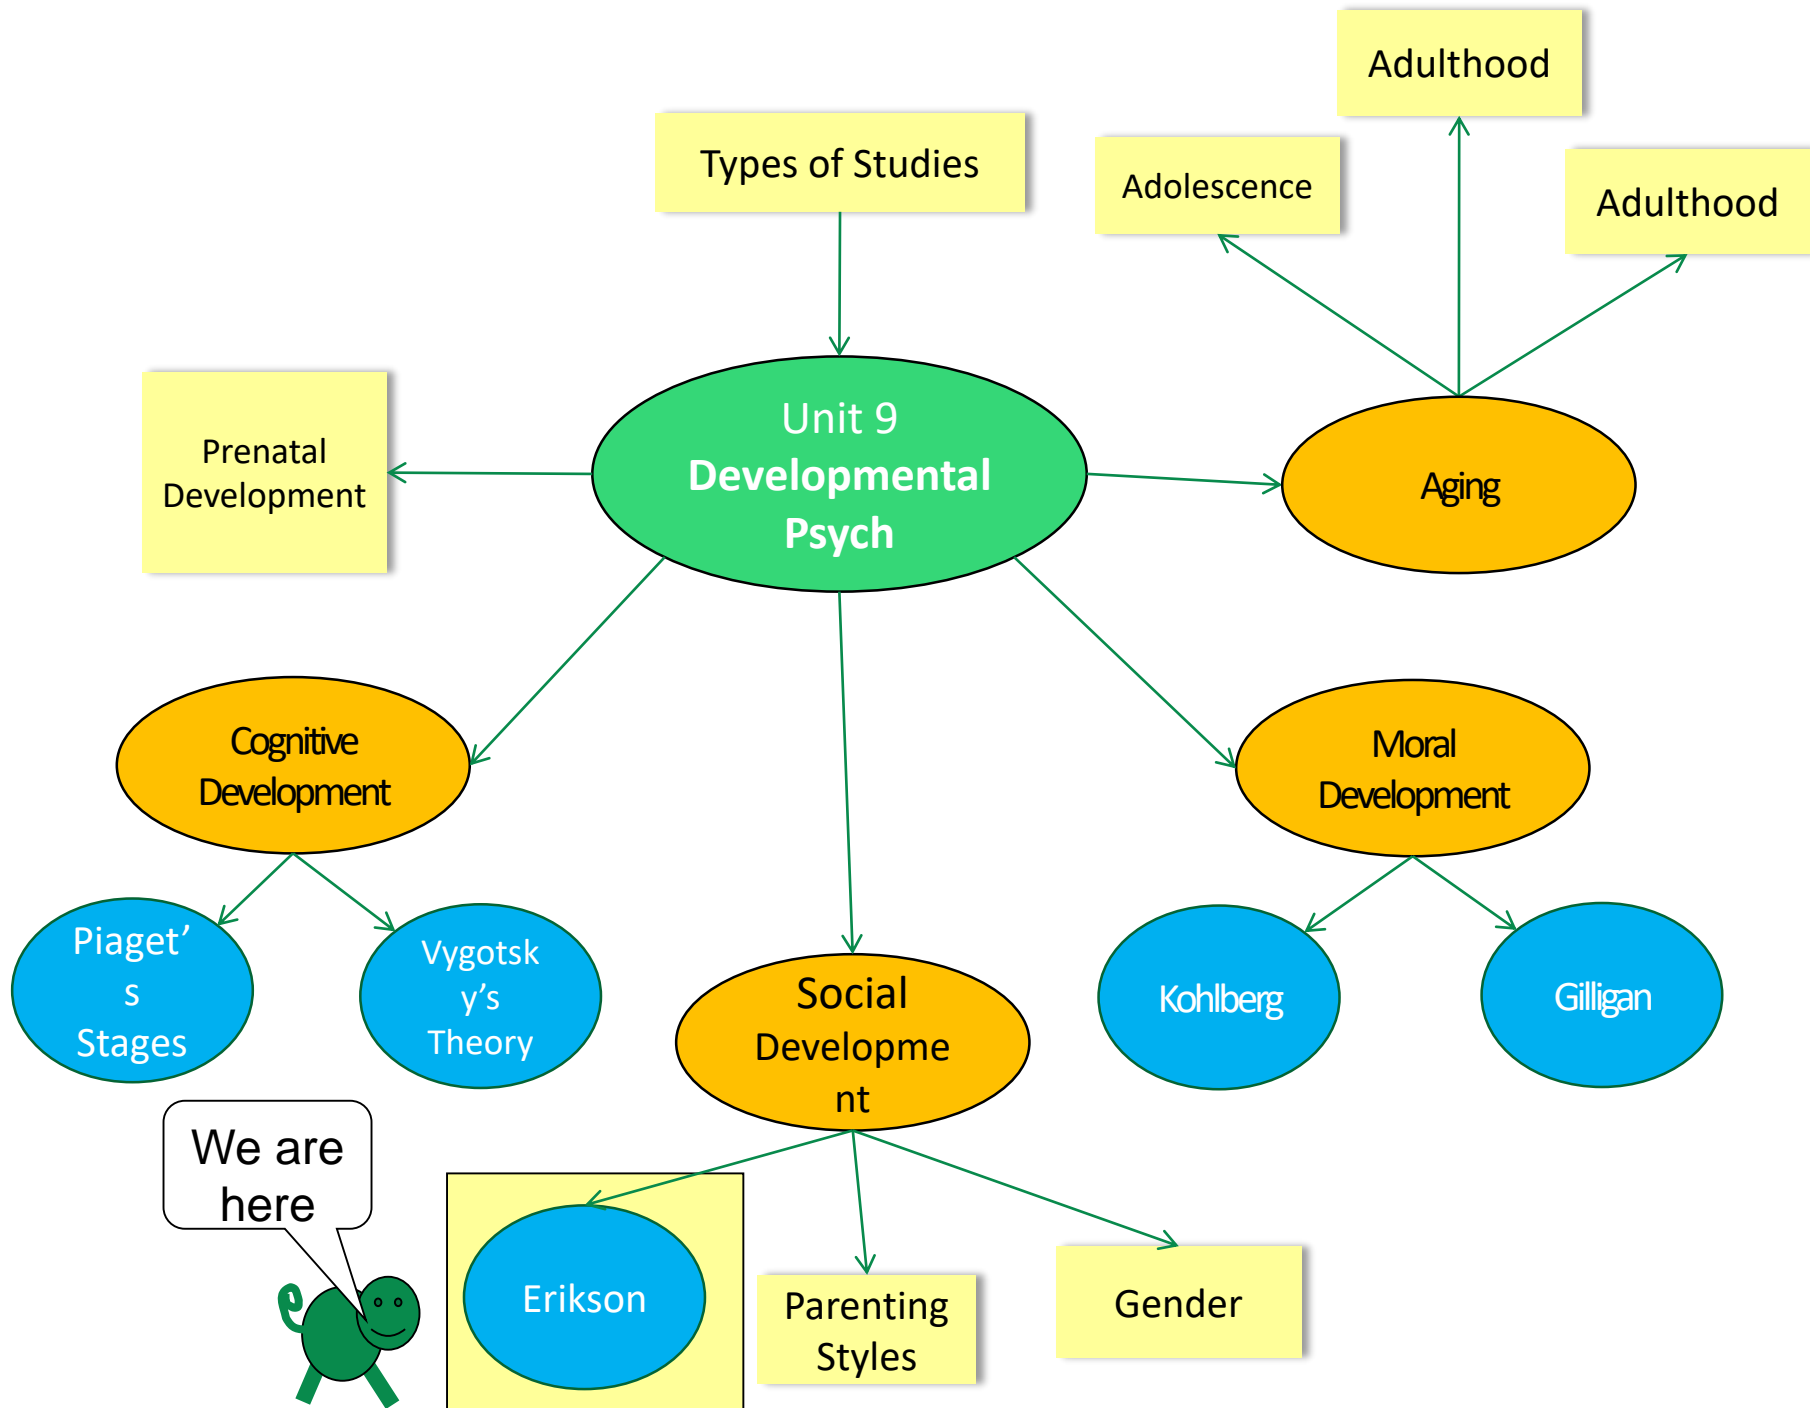 Adulthood
Types of Studies
Adolescence
Adulthood
Unit 9
Developmental
Psych
Prenatal
Development
Aging
Cognitive
Development
Moral
Development
Piaget’
s
Stages
Vygotsk
y’s
Theory
Social
Developme
nt
Kohlberg
Gilligan
We are
here
Erikson
Parenting
Styles
Gender